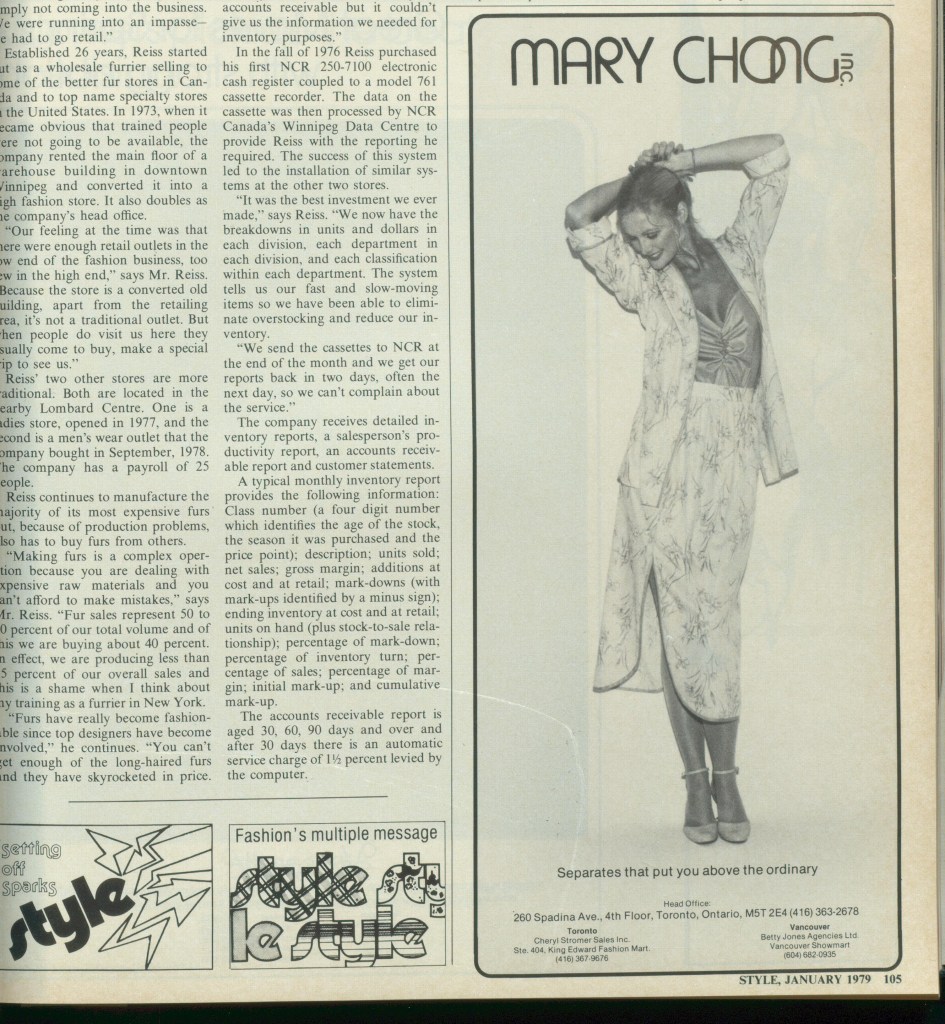 mply not coming into the business.
e were running into an impasse—
e had to go retail."
Established 26 years, Reiss started
ut as a wholesale furrier selling to
ome of the better fur stores in Can-
da and to top name specialty stores
the United States. In 1973, when it
ecame obvious that trained people
ere not going to be available, the
ompany rented the main floor of a
arehouse building in downtown
Vinnipeg and converted it into a
igh fashion store. It also doubles as
he company's head office.
"Our feeling at the time was that
here were enough retail outlets in the
ow end of the fashion business, too
ew in the high end," says Mr. Reiss.
Because the store is a converted old
uilding, apart from the retailing
rea, it's not a traditional outlet. But
hen people do visit us here they
sually come to buy, make a special
rip to see us."
Reiss' two other stores are more
raditional. Both are located in the
earby Lombard Centre. One is a
adies store, opened in 1977, and the
econd is a men's wear outlet that the
ompany bought in September, 1978.
he company has a payroll of 25
eople.
Reiss continues to manufacture the
ajority of its most expensive furs
ut, because of production problems,
lso has to buy furs from others.
"Making furs is a complex oper-
tion because you are dealing with
xpensive raw materials and you
an't afford to make mistakes," says
Mr. Reiss. "Fur sales represent 50 to
0 percent of our total volume and of
his we are buying about 40 percent.
n effect, we are producing less than
5 percent of our overall sales and
his is a shame when I think about
y training as a furrier in New York.
"Furs have really become fashion-
ble since top designers have become
nvolved," he continues. "You can't
et enough of the long-haired furs
nd they have skyrocketed in price.
accounts receivable but it couldn't
give us the information we needed for
inventory purposes."
In the fall of 1976 Reiss purchased
his first NCR 250-7100 electronic
cash register coupled to a model 761
cassette recorder. The data on the
cassette was then processed by NCR
Canada's Winnipeg Data Centre to
provide Reiss with the reporting he
required. The success of this system
led to the installation of similar sys-
tems at the other two stores.
"It was the best investment we ever
made," says Reiss. "We now have the
breakdowns in units and dollars in
each division, each department in
each division, and each classification
within each department. The system
tells us our fast and slow-moving
items so we have been able to elimi-
nate overstocking and reduce our in-
ventory.
"We send the cassettes to NCR at
the end of the month and we get our
reports back in two days, often the
next day, so we can't complain about
the service."
The company receives detailed in-
ventory reports, a salesperson's pro-
ductivity report, an accounts receiv-
able report and customer statements.
A typical monthly inventory report
provides the following information:
Class number (a four digit number
which identifies the age of the stock,
the season it was purchased and the
price point); description; units sold;
net sales; gross margin; additions at
cost and at retail; mark-downs (with
mark-ups identified by a minus sign);
ending inventory at cost and at retail;
units on hand (plus stock-to-sale rela-
tionship); percentage of mark-down;
percentage of inventory turn; per-
centage of sales; percentage of mar-
gin; initial mark-up; and cumulative
mark-up.
The accounts receivable report is
aged 30, 60, 90 days and over and
after 30 days there is an automatic
service charge of 1½ percent levied by
the computer.
setting
off
sparks
style
Fashion's multiple message
style st
le style
MARY CHOONG INC.
Separates that put you above the ordinary
Head Office:
260 Spadina Ave., 4th Floor, Toronto, Ontario, M5T 2E4 (416) 363-2678
Toronto
Cheryl Stromer Sales Inc.
Ste. 404, King Edward Fashion Mart.
(416) 367-9676
Vancouver
Betty Jones Agencies Ltd.
Vancouver Showmart
(604) 682-0935
STYLE, JANUARY 1979 105